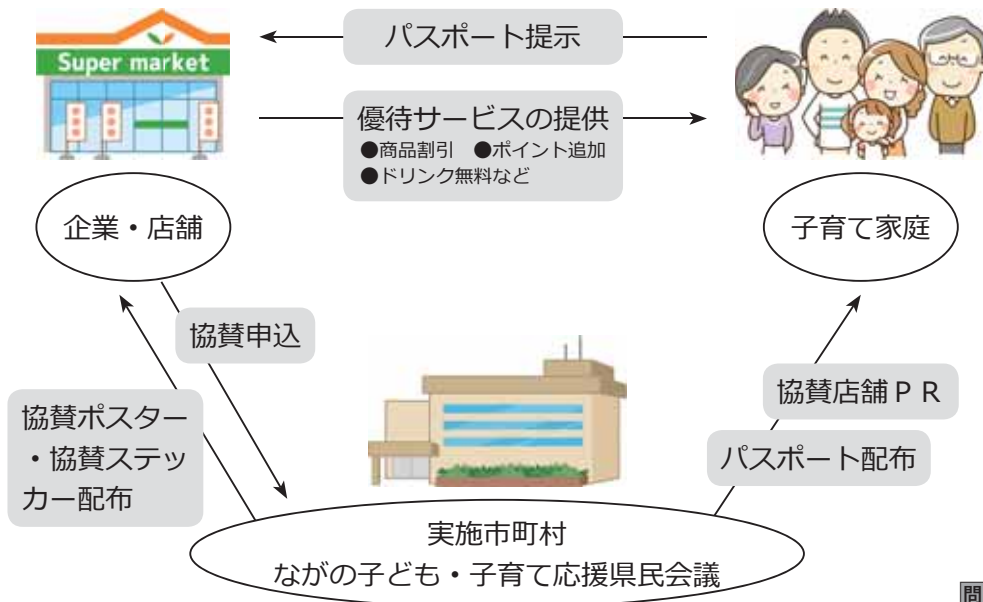 パスポート提示
Super market
優待サービスの提供
●商品割引　●ポイント追加
●ドリンク無料など
企業・店舗
子育て家庭
協賛申込
協賛ポスター
・協賛ステッ
カー配布
協賛店舗ＰＲ
パスポート配布
実施市町村
ながの子ども・子育て応援県民会議
問